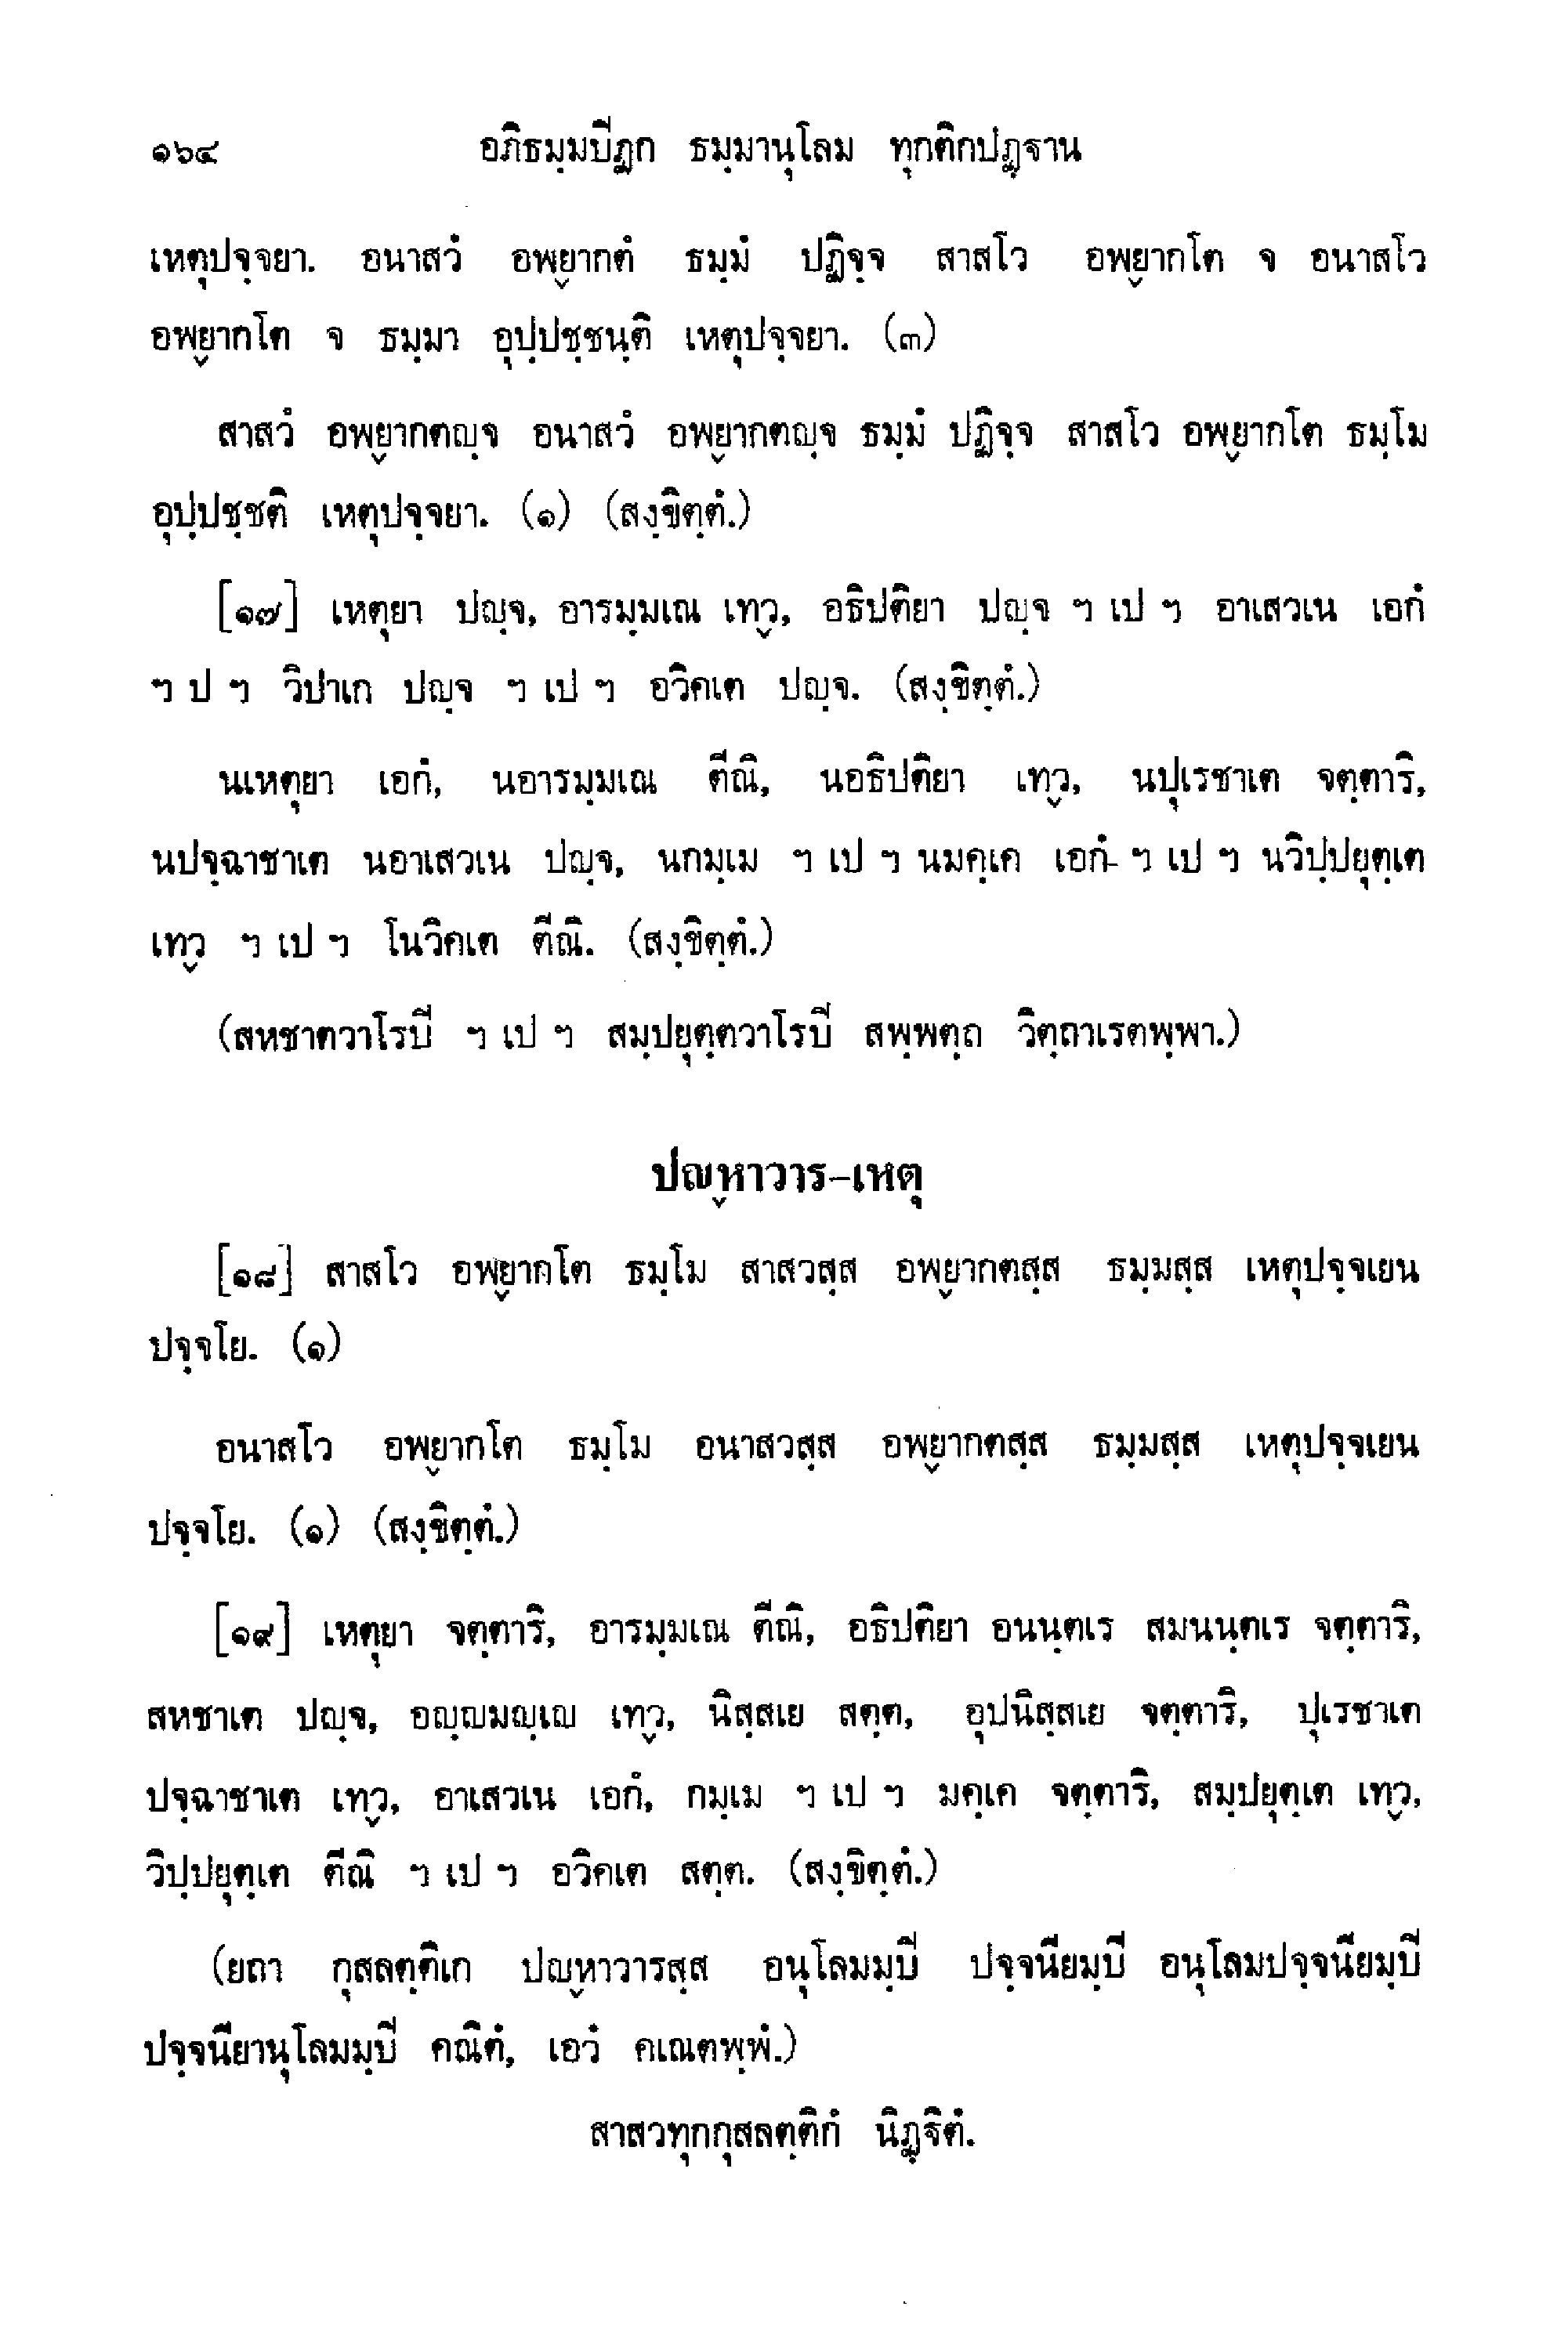 ๑๖๔ อภิธมฺมปีฏก ธมฺมานุโลม ทุกติกปฏฺฐาน
เหตุปจฺจยา. อนาสวํ อพฺยากตํ ธมฺมํ ปฏิจฺจ สาสโว อพฺยากโต จ อนาสโว
อพฺยากโต จ ธมฺมา อุปฺปชฺชนฺติ เหตุปจฺจยา. (๓)
สาสวํ อพฺยากตญฺจ อนาสวํ อพฺยากตญฺจ ธมฺมํ ปฏิจฺจ สาสโว อพฺยากโต ธมฺโม
อุปฺปชฺชติ เหตุปจฺจยา. (๑) (สงฺขิตฺตํ.)
[๑๗] เหตุยา ปญฺจ, อารมฺมเณ เทฺว, อธิปติยา ปญฺจ ฯ เป ฯ อาเสวเน เอกํ
ฯ ป ฯ วิปาเก ปญฺจ ฯ เป ฯ อวิคเต ปญฺจ. (สงฺขิตฺตํ.)
นเหตุยา เอกํ, นอารมฺมเณ ตีณิ, นอธิปติยา เทฺว, นปุเรชาเต จตฺตาริ,
นปจฺฉาชาเต นอาเสวเน ปญฺจ, นกมฺเม ฯ เป ฯ นมคฺเค เอกํ ฯ เป ฯ นวิปฺปยุตฺเต
เทฺว ฯ เป ฯ โนวิคเต ตีณิ. (สงฺขิตฺตํ.)
(สหชาตวาโรปี ฯ เป ฯ สมฺปยุตฺตวาโรปี สพฺพตฺถ วิตฺถาเรตพฺพา.)
ปญฺหาวาร-เหตุ
[๑๘] สาสโว อพฺยากโต ธมฺโม สาสวสฺส อพฺยากตสฺส ธมฺมสฺส เหตุปจฺจเยน
ปจฺจโย. (๑)
อนาสโว อพฺยากโต ธมฺโม อนาสวสฺส อพฺยากตสฺส ธมฺมสฺส เหตุปจฺจเยน
ปจฺจโย. (๑) (สงฺขิตฺตํ.)
[๑๙] เหตุยา จตฺตาริ, อารมฺมเณ ตีณิ, อธิปติยา อนนฺตเร สมนนฺตเร จตฺตาริ,
สหชาเต ปญฺจ, อญฺญมญฺเญ เทฺว, นิสฺสเย สตฺต, อุปนิสฺสเย จตฺตาริ, ปุเรชาเต
ปจฺฉาชาเต เทฺว, อาเสวเน เอกํ, กมฺเม ฯ เป ฯ มคฺเค จตฺตาริ, สมฺปยุตฺเต เทฺว,
วิปฺปยุตฺเต ตีณิ ฯ เป ฯ อวิคเต สตฺต. (สงฺขิตฺตํ.)
(ยถา กุสลตฺติเก ปญฺหาวารสฺส อนุโลมมฺปี ปจฺจนียมฺปี อนุโลมปจฺจนียมฺปี
ปจฺจนียานุโลมมฺปี คณิตํ, เอวํ คเณตพฺพํ.)
สาสวทุกกุสลตฺติกํ นิฏฺฐิตํ.